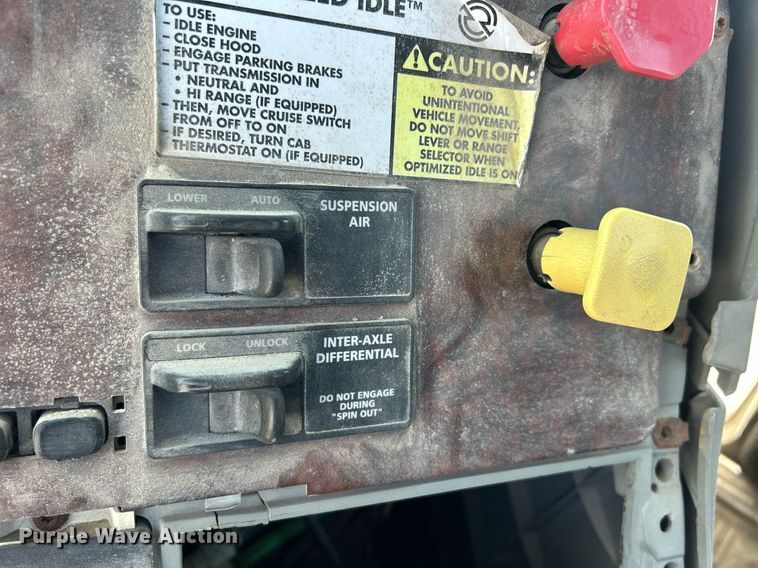 IDLE™
TO USE:
- IDLE ENGINE
- CLOSE HOOD
- ENGAGE PARKING BRAKES
- PUT TRANSMISSION IN
• NEUTRAL AND
• HI RANGE (IF EQUIPPED)
- THEN, MOVE CRUISE SWITCH
FROM OFF TO ON
- IF DESIRED, TURN CAB
THERMOSTAT ON (IF EQUIPPED)
CAUTION:
TO AVOID
UNINTENTIONAL
VEHICLE MOVEMENT,
DO NOT MOVE SHIFT
LEVER OR RANGE
SELECTOR WHEN
OPTIMIZED IDLE IS ON
LOWER AUTO
SUSPENSION
AIR
LOCK UNLOCK
INTER-AXLE
DIFFERENTIAL
DO NOT ENGAGE
DURING
"SPIN OUT"
Purple Wave Auction
purplewave.com